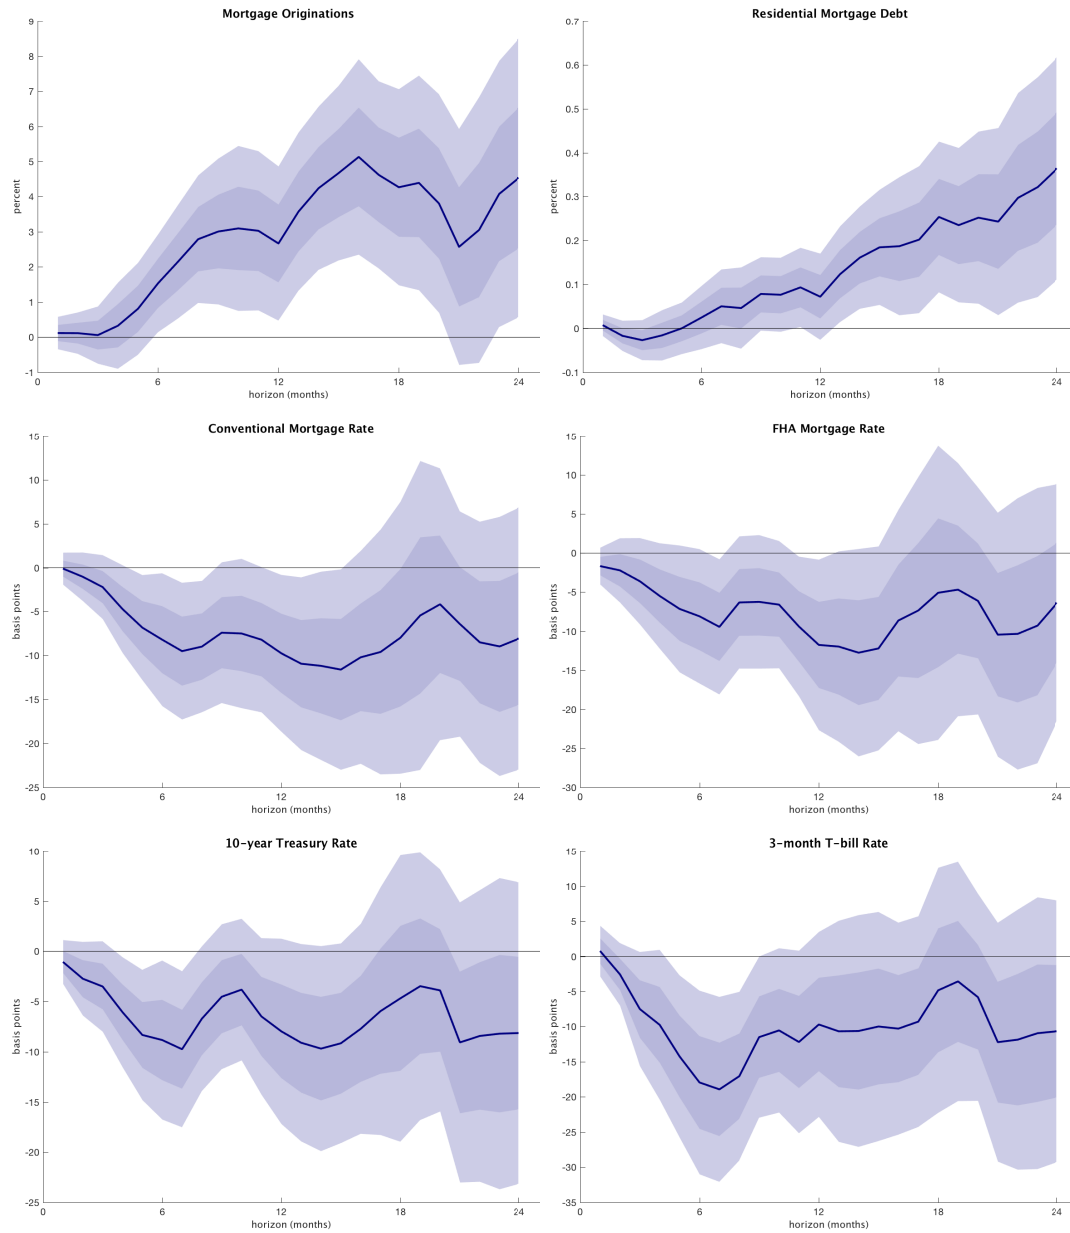 Mortgage Originations
9
8
7
6
5
4
3
2
1
0
-1
percent
0 6 12 18 24
horizon (months)
Residential Mortgage Debt
0.7
0.6
0.5
0.4
0.3
0.2
0.1
0
-0.1
percent
0 6 12 18 24
horizon (months)
Conventional Mortgage Rate
15
10
5
0
-5
-10
-15
-20
-25
basis points
0 6 12 18 24
horizon (months)
FHA Mortgage Rate
15
10
5
0
-5
-10
-15
-20
-25
-30
basis points
0 6 12 18 24
horizon (months)
10-year Treasury Rate
10
5
0
-5
-10
-15
-20
-25
basis points
0 6 12 18 24
horizon (months)
3-month T-bill Rate
15
10
5
0
-5
-10
-15
-20
-25
-30
-35
basis points
0 6 12 18 24
horizon (months)